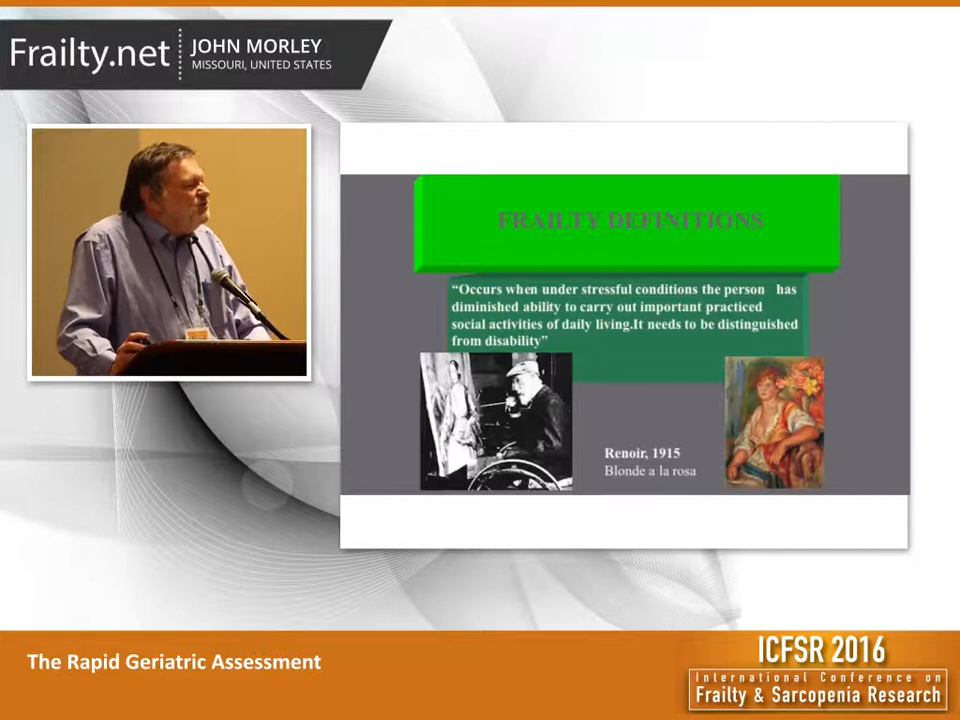 Frailty.net
JOHN MORLEY
MISSOURI, UNITED STATES
FRAILTY DEFINITIONS
“Occurs when under stressful conditions the person has
diminished ability to carry out important practiced
social activities of daily living.It needs to be distinguished
from disability”
Renoir, 1915
Blonde a la rosa
The Rapid Geriatric Assessment
ICFSR 2016
International Conference on
Frailty & Sarcopenia Research